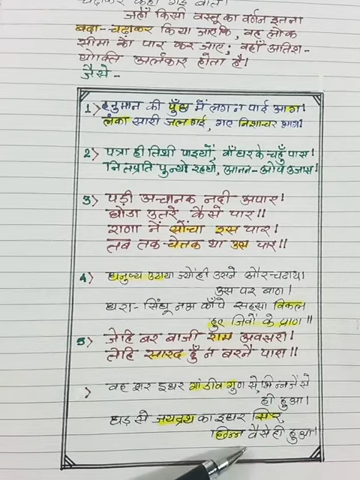 जहाँ किसी वस्तु का वर्णन इतना
बढ़ा-चढ़ाकर किया जाए कि, वह लोक
सीमा को पार कर जाए; वहाँ अतिश-
योक्ति अलंकार होता है।
जैसे -
1) हनुमान की पूँछ में लग न पाई आग।
लंका सारी जल गई, गए निशाचर भाग।
2) पत्रा ही तिथी पाइयों, वाँ घर के चहुँ पास।
नितप्रति पून्यो रहयो, आनन-ओप उजास।
3) पड़ी अचानक नदी अपार।
घोड़ा उतरे कैसे पार।।
राणा ने सोंचा इस पार।
तब तक चेतक था उस पार।।
4) धनुष्य उठाया ज्यों ही उसने और चढ़ाया
उस पर बाण।
धरा-सिंधू नभ काँपे सहसा विकल
हुए जिवों के प्राण।।
5) जेहि बर बाजी राम असवारा।
तेहि सारद हुँ न बरनै पारा।।
वह शर इधर गांडीव गुण से भिन्न जैसे
ही हुआ।
धड़ से जयद्रथ का इधर सिर
छिन्न वैसे ही हुआ।